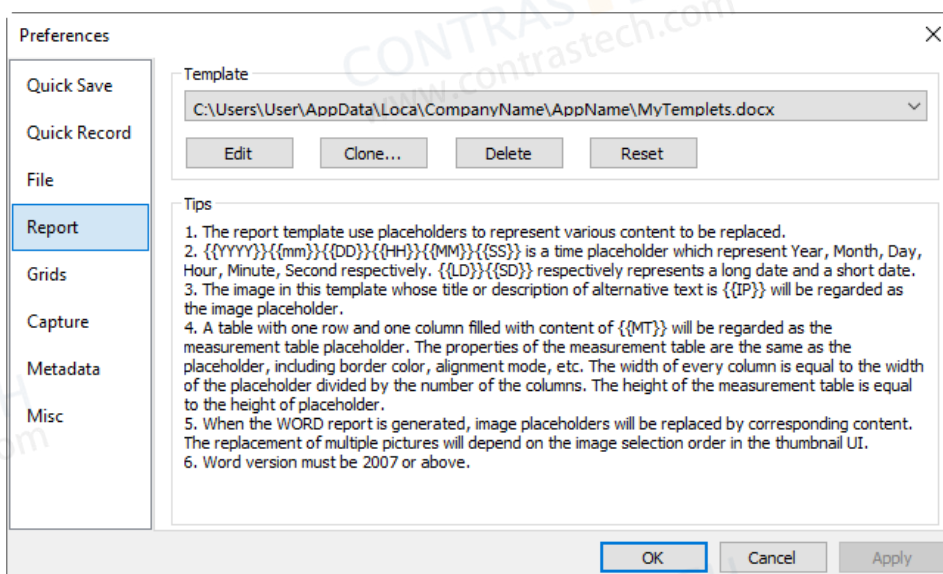 CONTRAS
www.contrastech.com
Preferences
Quick Save
Quick Record
File
Report
Grids
Capture
Metadata
Misc
Template
C:\Users\User\AppData\Loca\CompanyName\AppName\MyTemplets.docx
Edit
Clone...
Delete
Reset
Tips
1. The report template use placeholders to represent various content to be replaced.
2. {{YYYY}}{{mm}}{{DD}}{{HH}}{{MM}}{{SS}} is a time placeholder which represent Year, Month, Day,
Hour, Minute, Second respectively. {{LD}}{{SD}} respectively represents a long date and a short date.
3. The image in this template whose title or description of alternative text is {{IP}} will be regarded as
the image placeholder.
4. A table with one row and one column filled with content of {{MT}} will be regarded as the
measurement table placeholder. The properties of the measurement table are the same as the
placeholder, including border color, alignment mode, etc. The width of every column is equal to the width
of the placeholder divided by the number of the columns. The height of the measurement table is equal
to the height of placeholder.
5. When the WORD report is generated, image placeholders will be replaced by corresponding content.
The replacement of multiple pictures will depend on the image selection order in the thumbnail UI.
6. Word version must be 2007 or above.
OK
Cancel
Apply